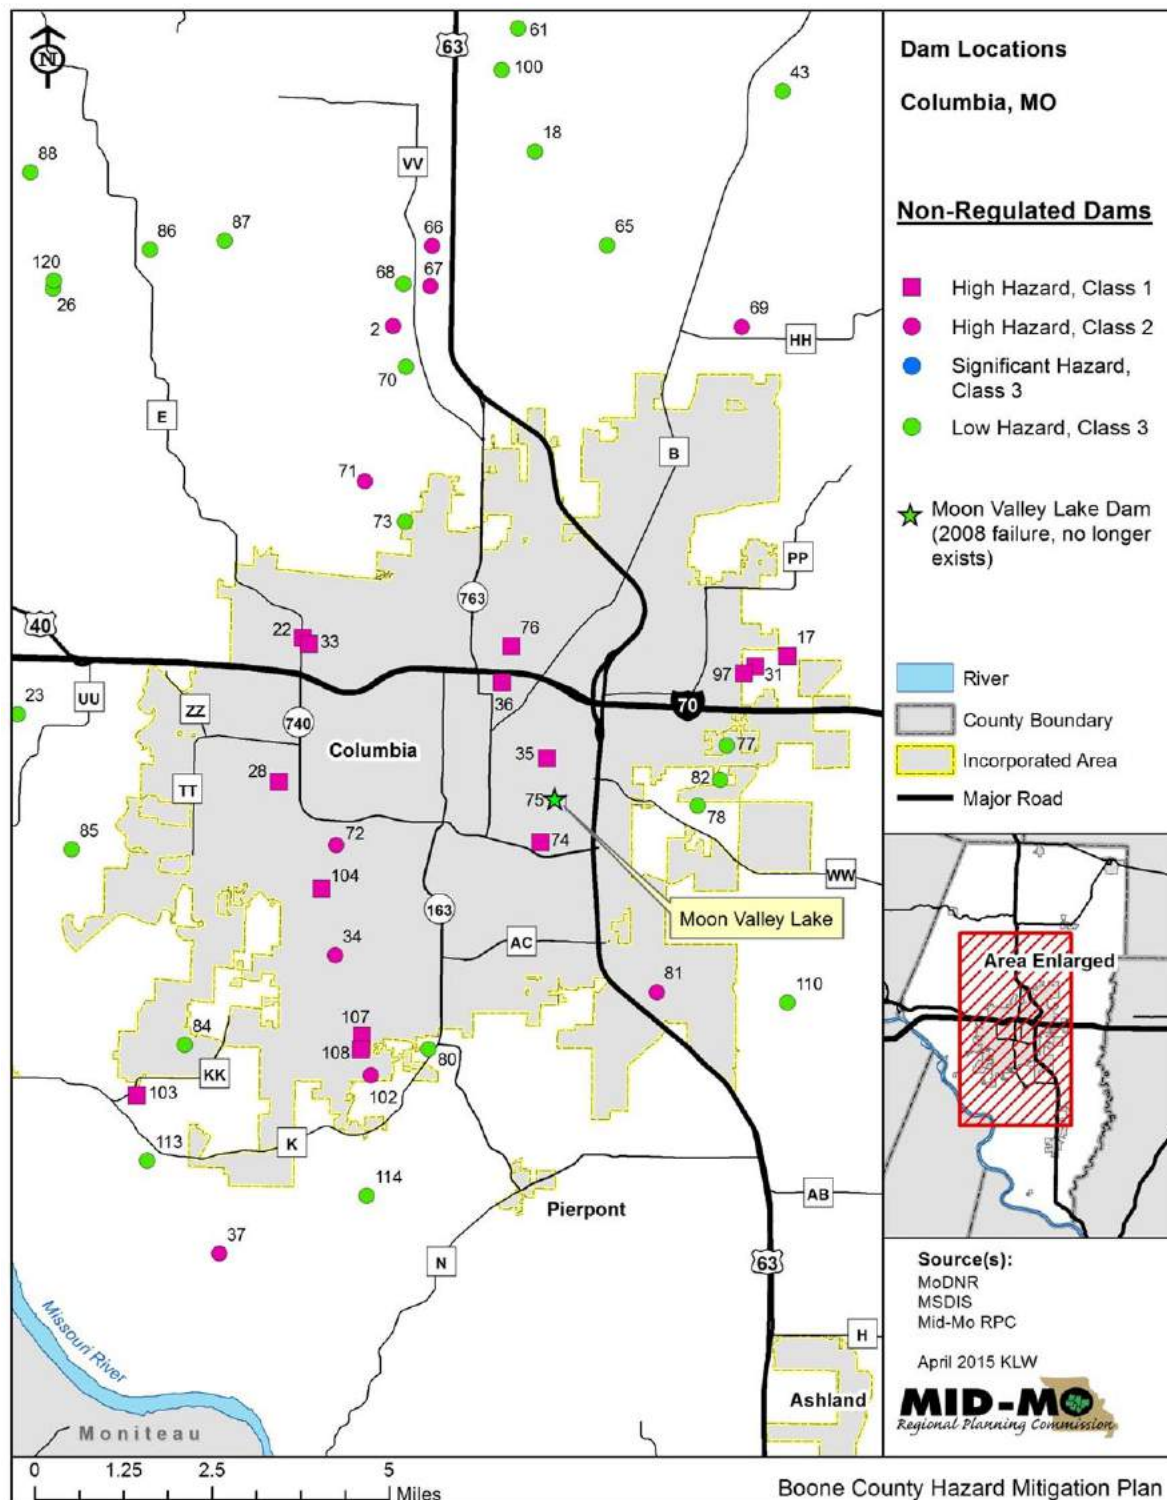 Dam Locations
Columbia, MO
Non-Regulated Dams
High Hazard, Class 1
High Hazard, Class 2
Significant Hazard,
Class 3
Low Hazard, Class 3
Moon Valley Lake Dam
(2008 failure, no longer
exists)
River
County Boundary
Incorporated Area
Major Road
Area Enlarged
Source(s):
MoDNR
MSDIS
Mid-Mo RPC
April 2015 KLW
MID-MO
Regional Planning Commission
Boone County Hazard Mitigation Plan
N
63
61
100
43
18
88
VV
86
87
66
65
120
68
67
26
2
69
HH
70
E
B
71
73
PP
763
40
22
33
76
17
97
31
36
70
23
UU
ZZ
740
Columbia
35
77
28
82
TT
75
78
85
72
74
WW
104
163
Moon Valley Lake
34
AC
81
110
107
84
108
80
KK
103
102
K
113
114
AB
Pierpont
37
N
63
Missouri River
H
Ashland
Moniteau
0 1.25 2.5 5
Miles